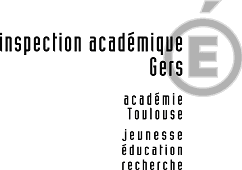 inspection académique
Gers
É
académie
Toulouse
jeunesse
éducation
recherche